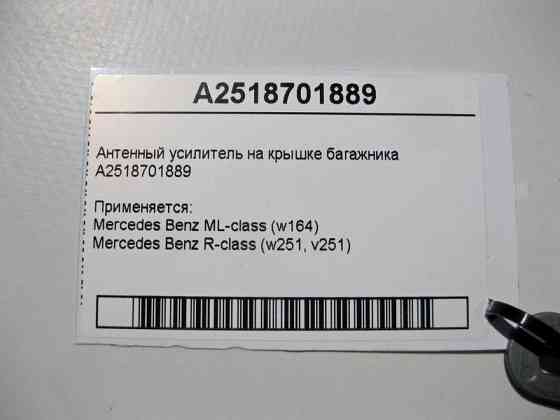 A2518701889
Антенный усилитель на крышке багажника
A2518701889
Применяется:
Mercedes Benz ML-class (w164)
Mercedes Benz R-class (w251, v251)